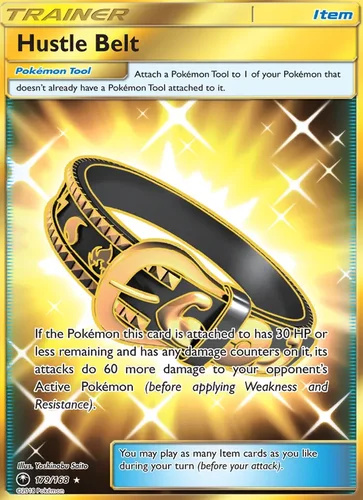 TRAINER Item
Hustle Belt
Pokémon Tool Attach a Pokémon Tool to 1 of your Pokémon that
doesn't already have a Pokémon Tool attached to it.
If the Pokémon this card is attached to has 30 HP or
less remaining and has any damage counters on it, its
attacks do 60 more damage to your opponent's
Active Pokémon (before applying Weakness and
Resistance).
Illus. Yoshinobu Saito
179/168
©2018 Pokémon
You may play as many Item cards as you like
during your turn (before your attack).